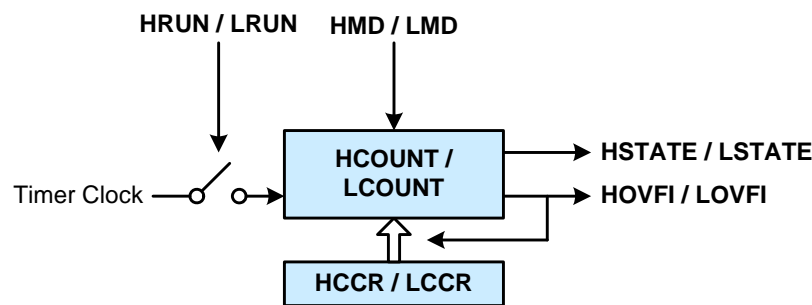 HRUN / LRUN
HMD / LMD
HCOUNT /
LCOUNT
HSTATE / LSTATE
Timer Clock
HOVFI / LOVFI
HCCR / LCCR